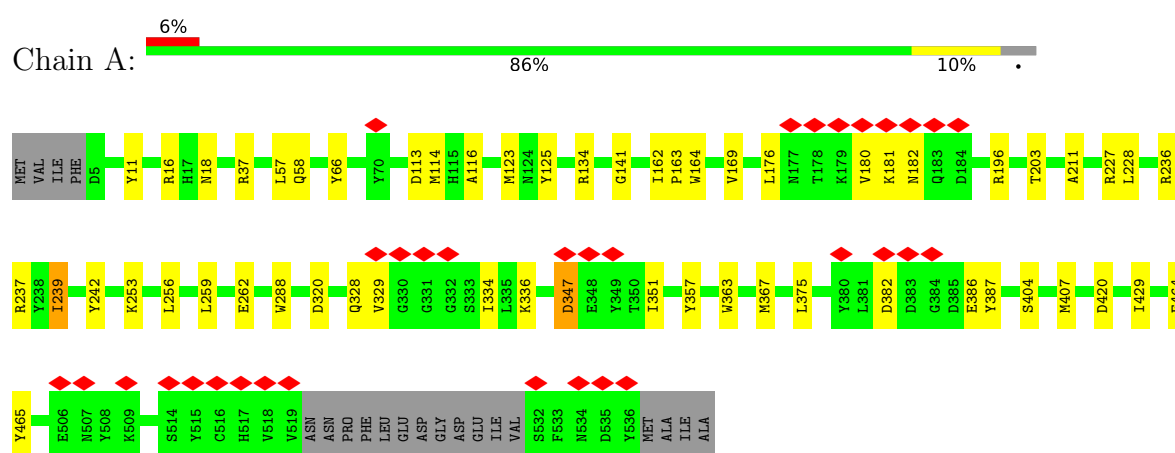 6%
Chain A:
86% 10% •
MET VAL ILE PHE D5 Y11 R16 H17 N18 R37 L57 Q58 Y66 Y70 D113 M114 H115 A116 M123 N124 Y125 R134 G141 I162 P163 W164 V169 L176 N177 T178 K179 V180 K181 N182 Q183 D184 R196 T203 A211 R227 L228 R236
R237 Y238 I239 Y242 K253 L256 L259 E262 W288 D320 Q328 V329 G330 G331 G332 S333 I334 L335 K336 D347 E348 Y349 T350 I351 Y357 W363 M367 L375 Y380 L381 D382 D383 G384 D385 E386 Y387 S404 M407 D420 I429
Y465 E506 N507 Y508 K509 S514 Y515 C516 H517 V518 V519 ASN ASN PRO PHE LEU GLU ASP GLY ASP GLU ILE VAL S532 F533 N534 D535 Y536 MET ALA ILE ALA